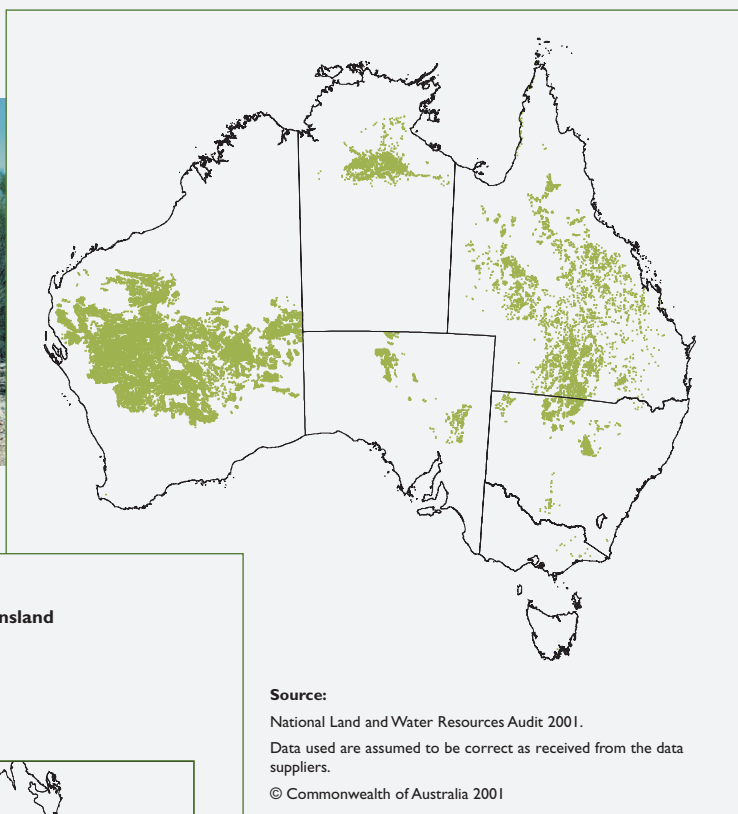 nsland
Source:
National Land and Water Resources Audit 2001.
Data used are assumed to be correct as received from the data
suppliers.
© Commonwealth of Australia 2001